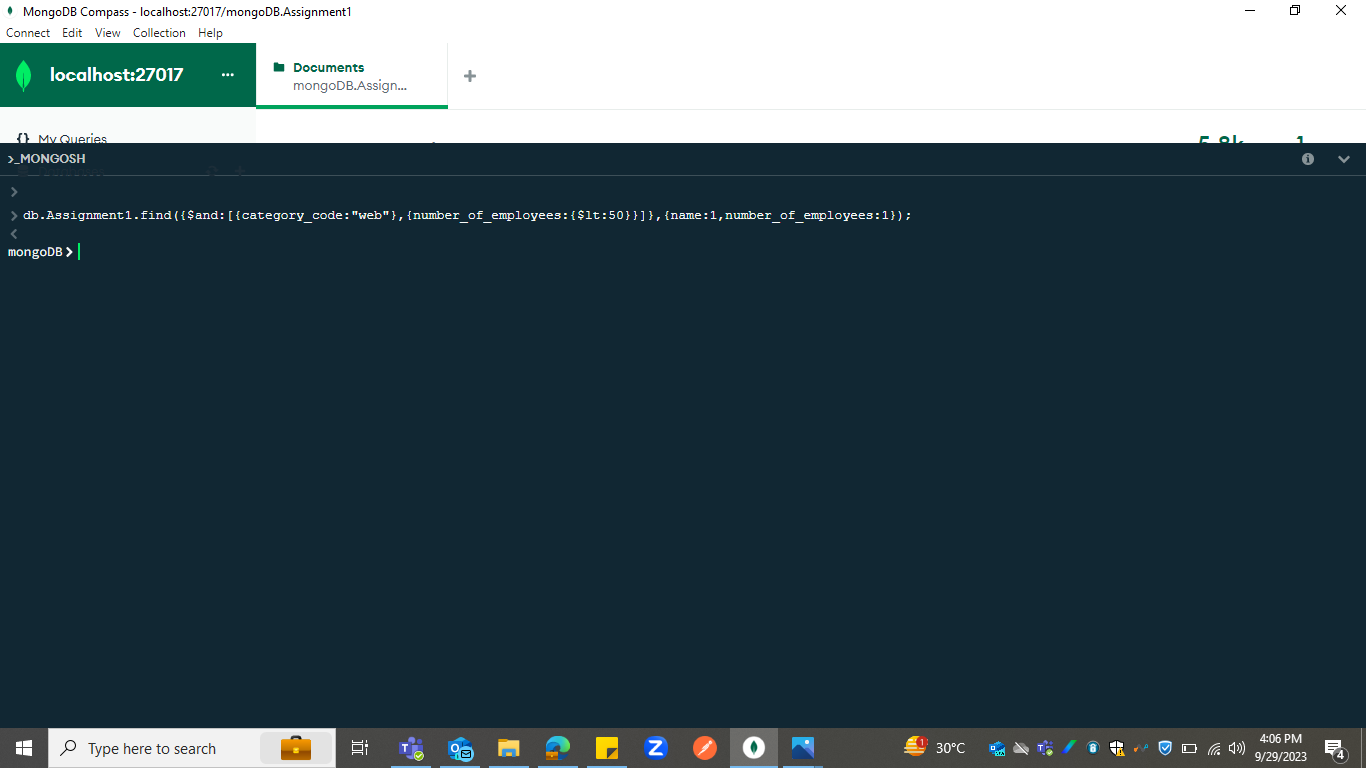 MongoDB Compass - localhost:27017/mongoDB.Assignment1
Connect Edit View Collection Help
localhost:27017 ...
Documents
mongoDB.Assign...
{} My Queries
5.8k 1
>_MONGOSH
>
> db.Assignment1.find({$and:[{category_code:"web"},{number_of_employees:{$lt:50}}]},{name:1,number_of_employees:1});
<
mongoDB>
Type here to search
1
30°C
4:06 PM
9/29/2023
4